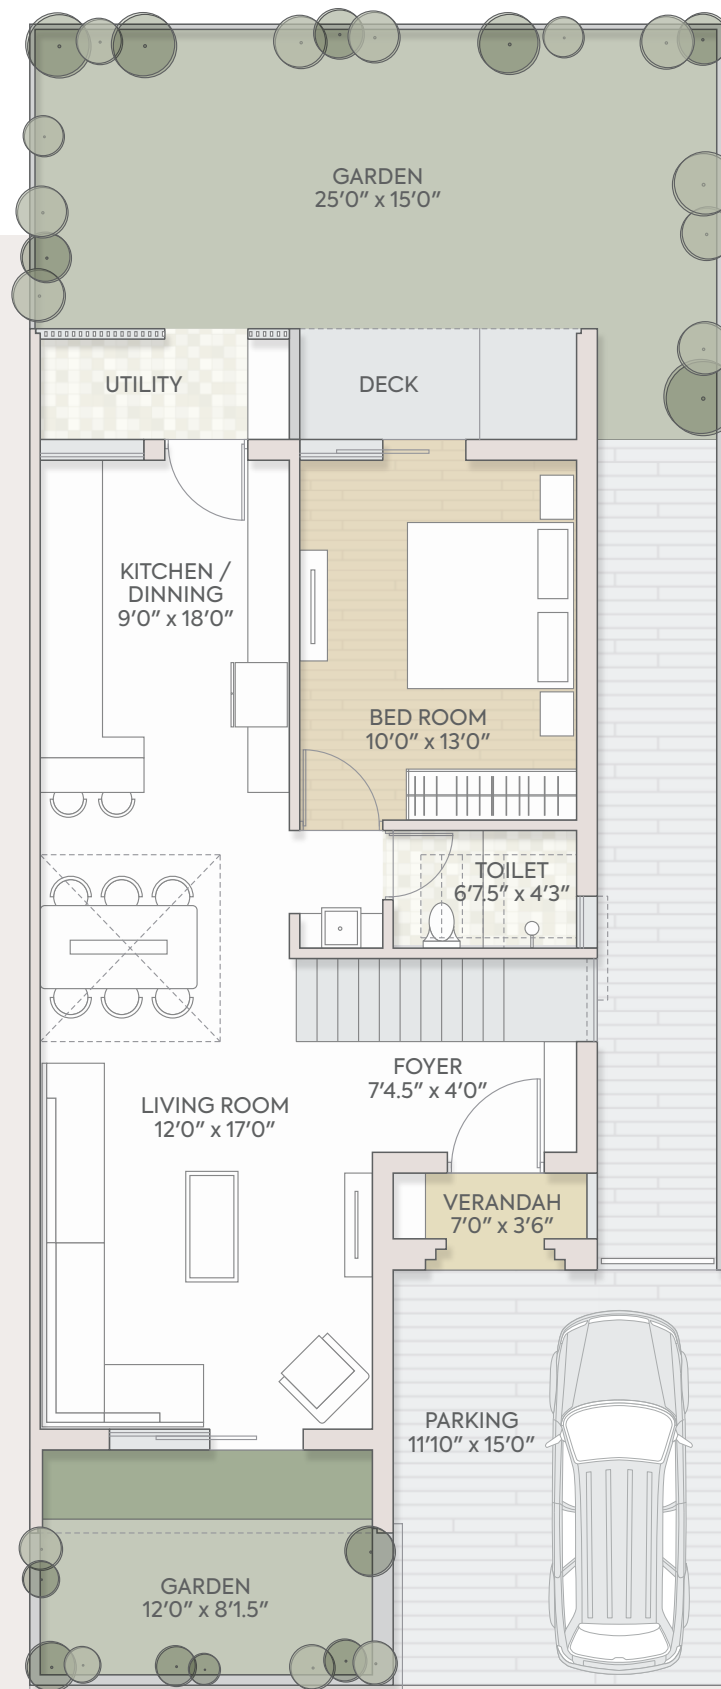 GARDEN
25'0" x 15'0"
UTILITY
DECK
KITCHEN /
DINNING
9'0" x 18'0"
BED ROOM
10'0" x 13'0"
TOILET
6'7.5" x 4'3"
FOYER
7'4.5" x 4'0"
LIVING ROOM
12'0" x 17'0"
VERANDAH
7'0" x 3'6"
PARKING
11'10" x 15'0"
GARDEN
12'0" x 8'1.5"